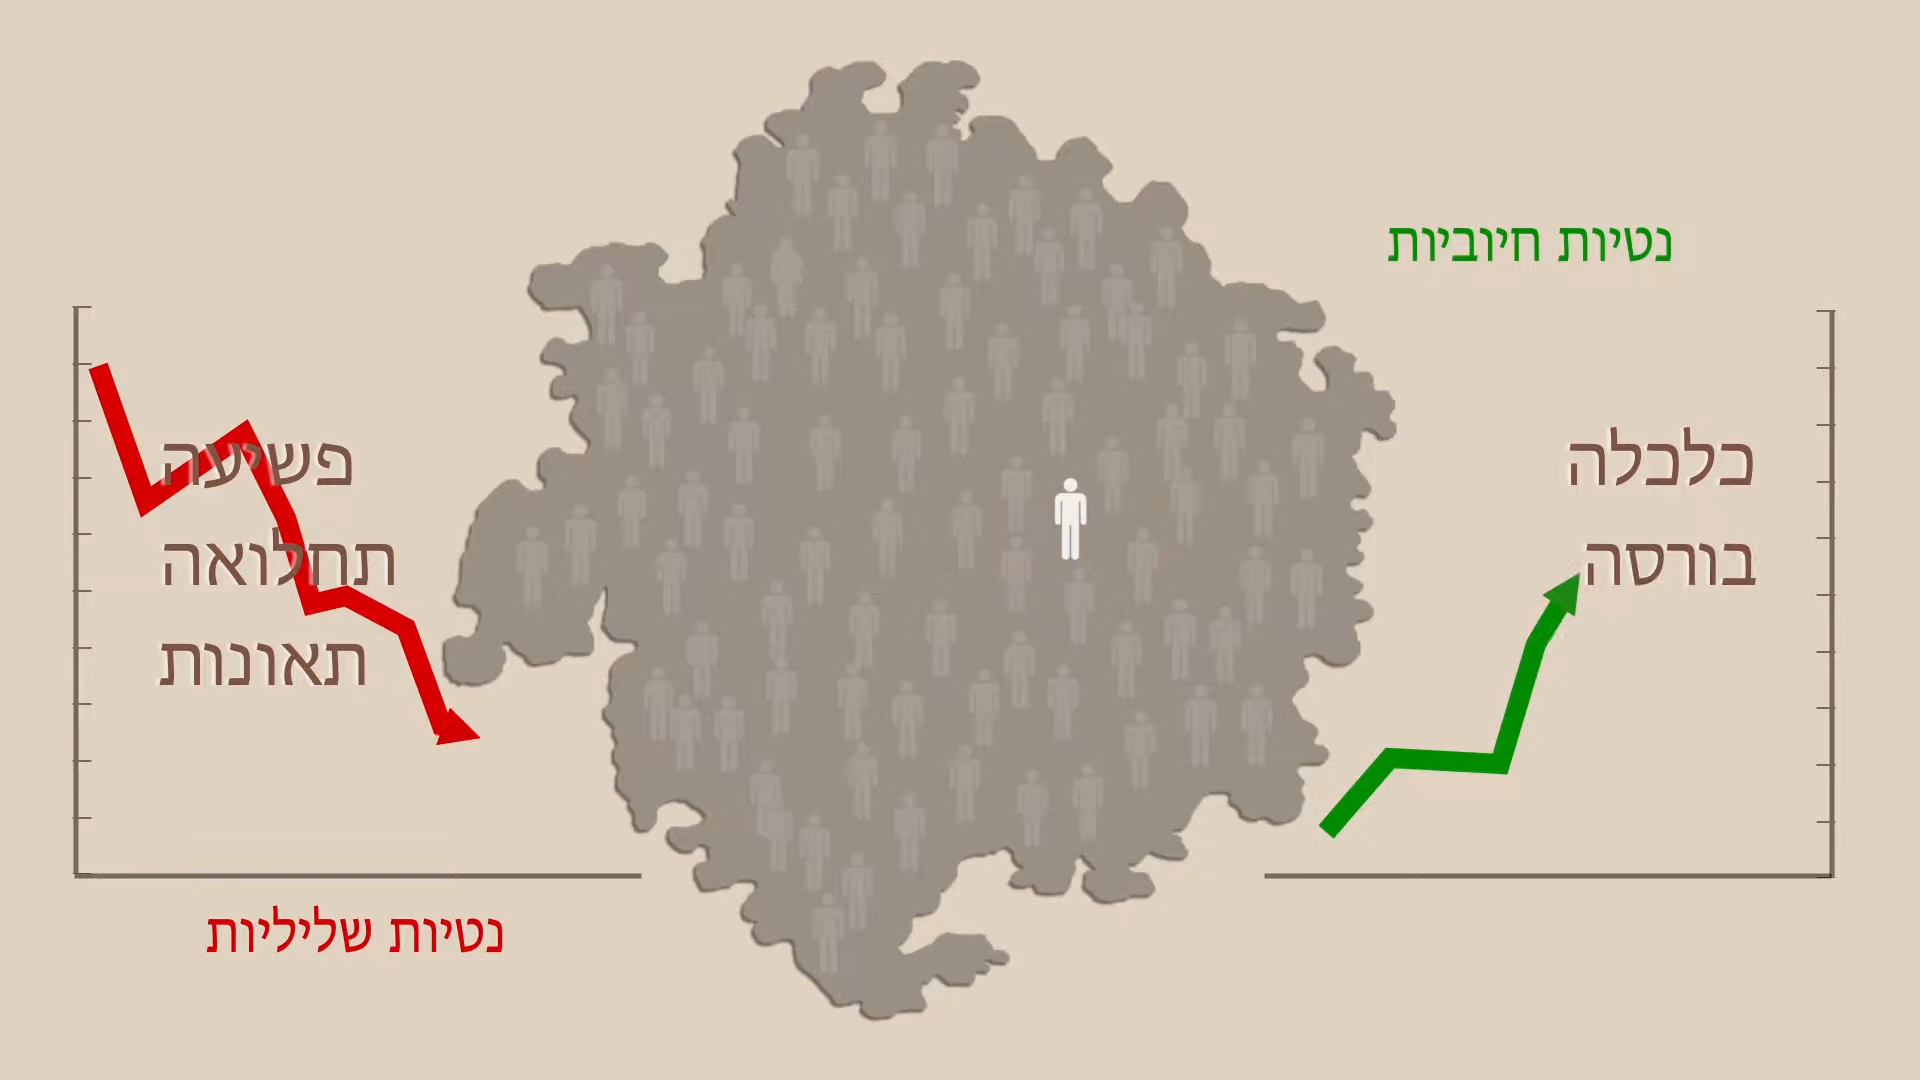 נטיות חיוביות
כלכלה
בורסה
פשיעה
תחלואה
תאונות
נטיות שליליות